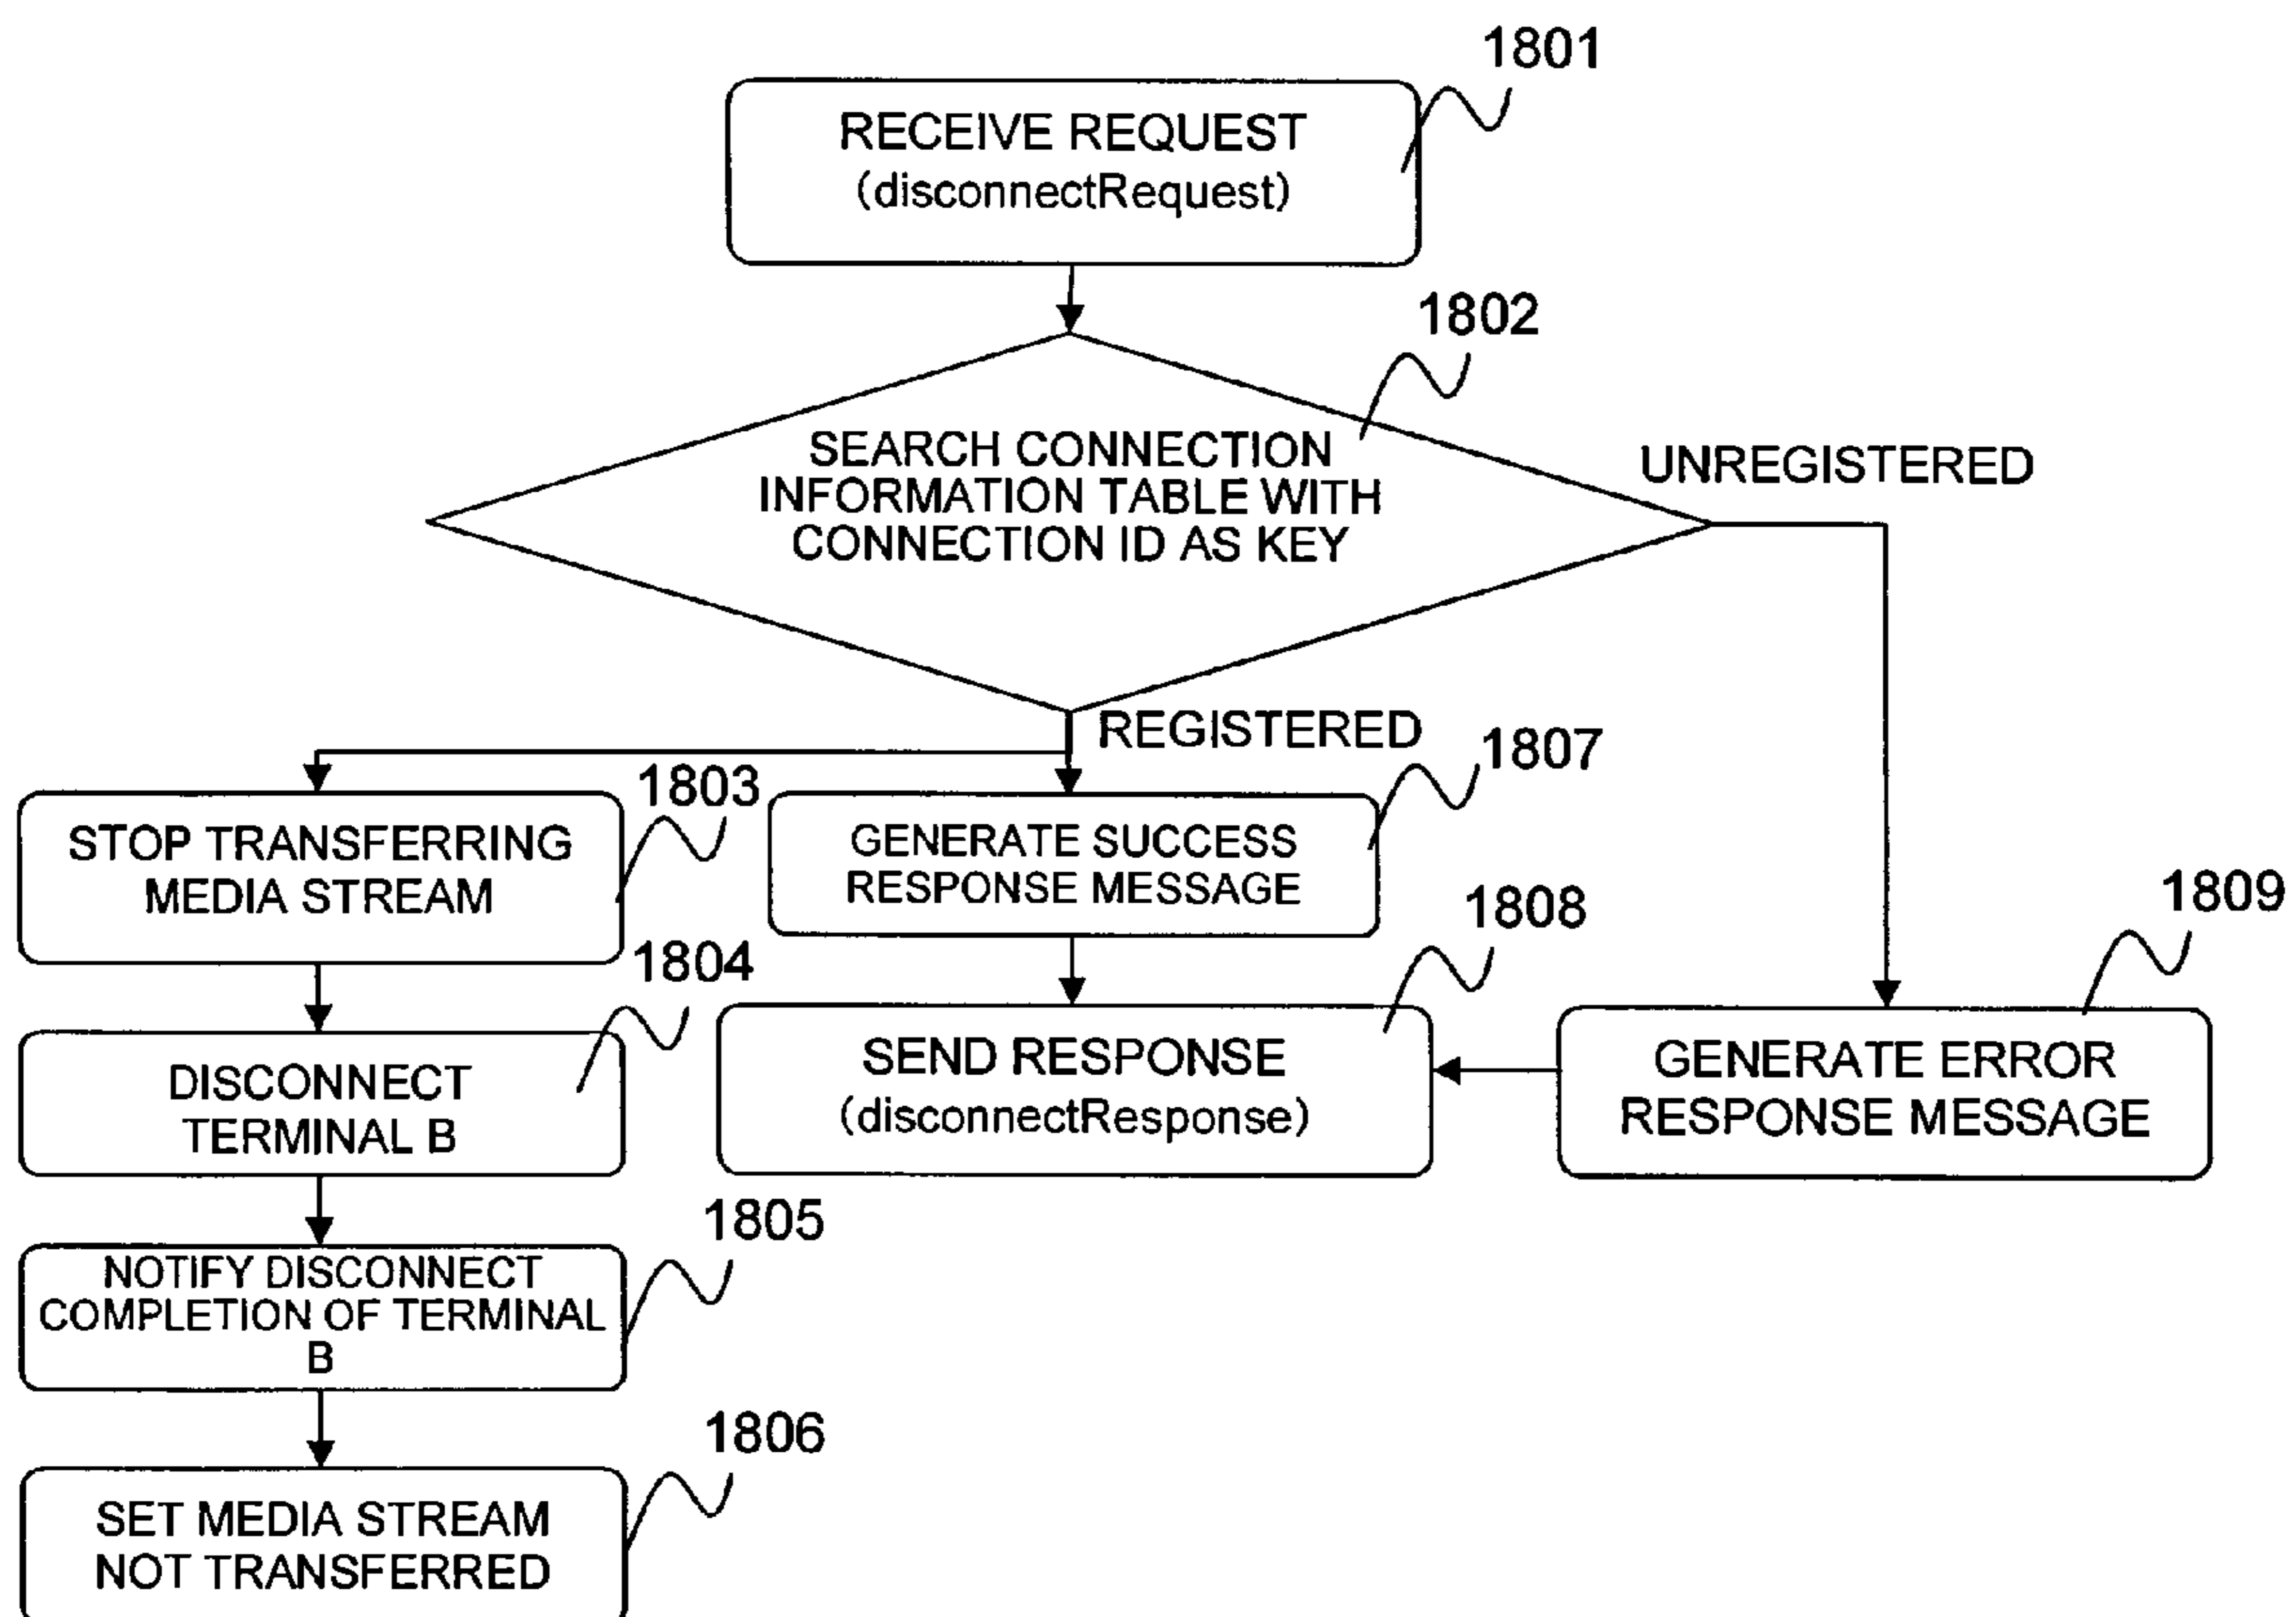 1801
RECEIVE REQUEST
(disconnectRequest)
1802
SEARCH CONNECTION
INFORMATION TABLE WITH
CONNECTION ID AS KEY
UNREGISTERED
REGISTERED
1803
STOP TRANSFERRING
MEDIA STREAM
1807
GENERATE SUCCESS
RESPONSE MESSAGE
1804
DISCONNECT
TERMINAL B
1808
SEND RESPONSE
(disconnectResponse)
1809
GENERATE ERROR
RESPONSE MESSAGE
1805
NOTIFY DISCONNECT
COMPLETION OF TERMINAL
B
1806
SET MEDIA STREAM
NOT TRANSFERRED